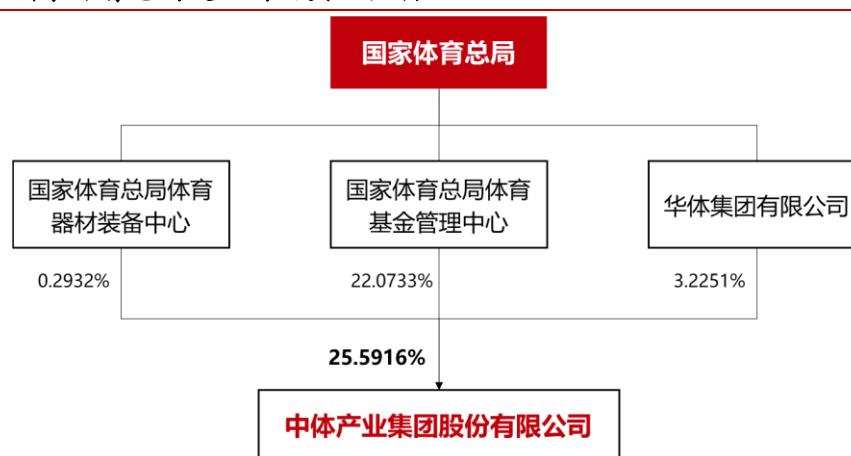 国家体育总局
国家体育总局体育
器材装备中心
国家体育总局体育
基金管理中心
华体集团有限公司
0.2932%
22.0733%
3.2251%
25.5916%
中体产业集团股份有限公司